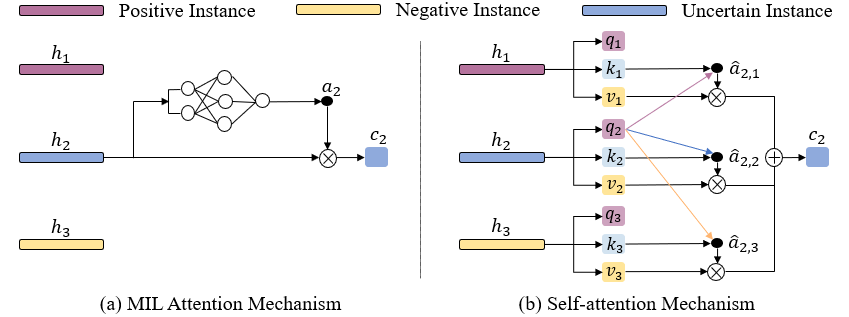 Positive Instance Negative Instance Uncertain Instance
h₁
h₂
h₃
a₂
c₂
(a) MIL Attention Mechanism
h₁
q₁
k₁
v₁
â₂,₁
h₂
q₂
k₂
v₂
â₂,₂
c₂
h₃
q₃
k₃
v₃
â₂,₃
(b) Self-attention Mechanism